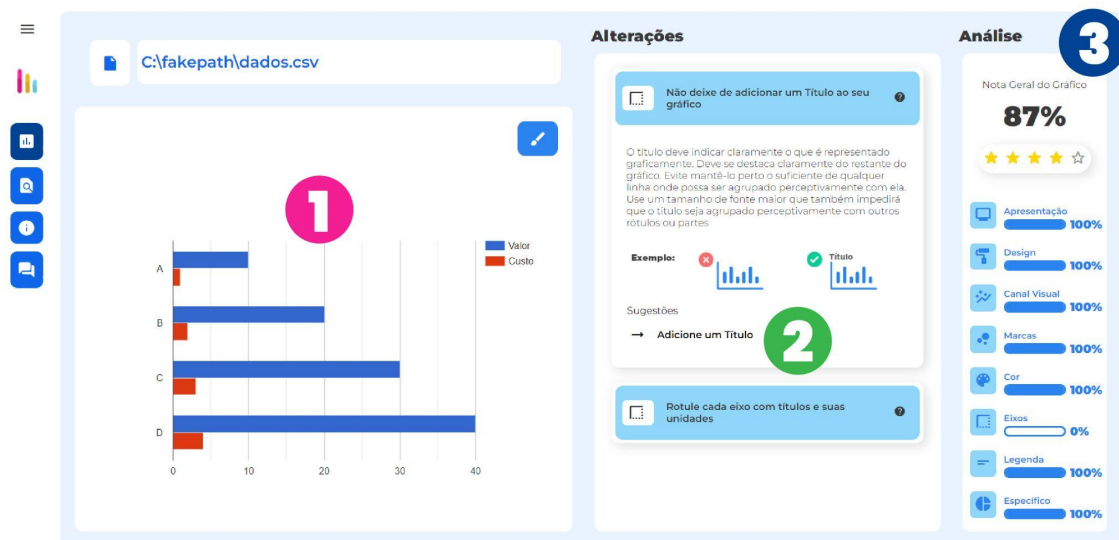 C:\fakepath\dados.csv
1
Valor
Custo
A
B
C
D
0
10
20
30
40
Alterações
Não deixe de adicionar um Título ao seu
gráfico
O título deve indicar claramente o que é representado
graficamente. Deve se destaca claramente do restante do
gráfico. Evite mantê-lo perto o suficiente de qualquer
linha onde possa ser agrupado perceptivamente com ela.
Use um tamanho de fonte maior que também impedirá
que o título seja agrupado perceptivamente com outros
rótulos ou partes
Exemplo:
Título
Sugestões
→ Adicione um Título
2
Rotule cada eixo com títulos e suas
unidades
Análise
3
Nota Geral do Gráfico
87%
Apresentação
100%
Design
100%
Canal Visual
100%
Marcas
100%
Cor
100%
Eixos
0%
Legenda
100%
Específico
100%